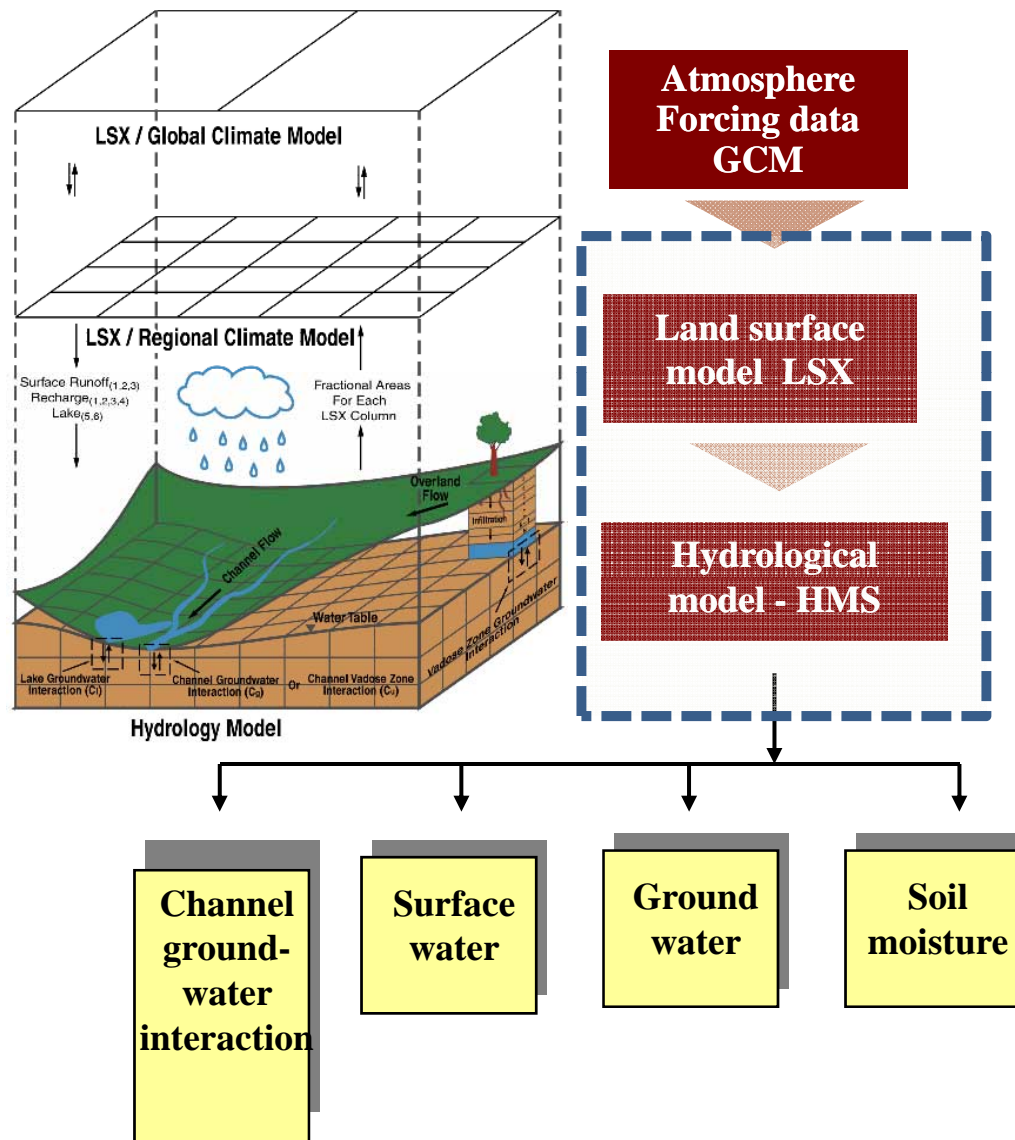 LSX / Global Climate Model
LSX / Regional Climate Model
Surface Runoff(1,2,3)
Recharge(1,2,3,4)
Lake(5,6)
Fractional Areas
For Each
LSX Column
Overland
Flow
Infiltration
Channel Flow
Water Table
Vadose Zone Groundwater
Interaction
Lake Groundwater
Interaction (Cl)
Channel Groundwater
Interaction (Cg)
Or
Channel Vadose Zone
Interaction (Cu)
Hydrology Model
Atmosphere
Forcing data
GCM
Land surface
model LSX
Hydrological
model - HMS
Channel
ground-
water
interaction
Surface
water
Ground
water
Soil
moisture